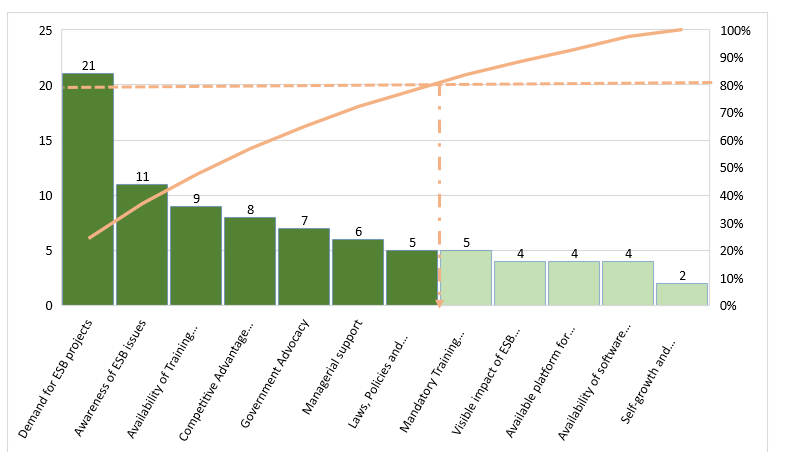 25
20
15
10
5
0
100%
90%
80%
70%
60%
50%
40%
30%
20%
10%
0%
21
11
9
8
7
6
5
5
4
4
4
2
Demand for ESB projects
Awareness of ESB issues
Availability of Training...
Competitive Advantage...
Government Advocacy
Managerial support
Laws, Policies and...
Mandatory Training...
Visible impact of ESB...
Available platform for...
Availability of software...
Self-growth and...